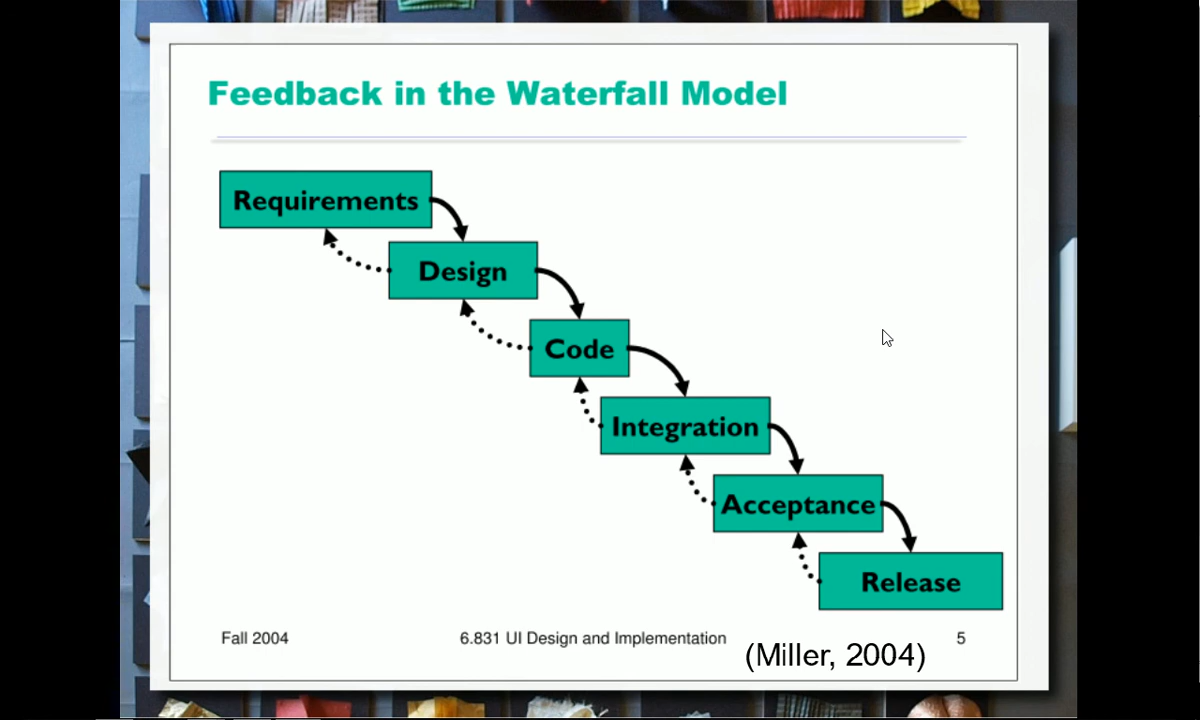 Feedback in the Waterfall Model
Requirements
Design
Code
Integration
Acceptance
Release
Fall 2004
6.831 UI Design and Implementation
5
(Miller, 2004)